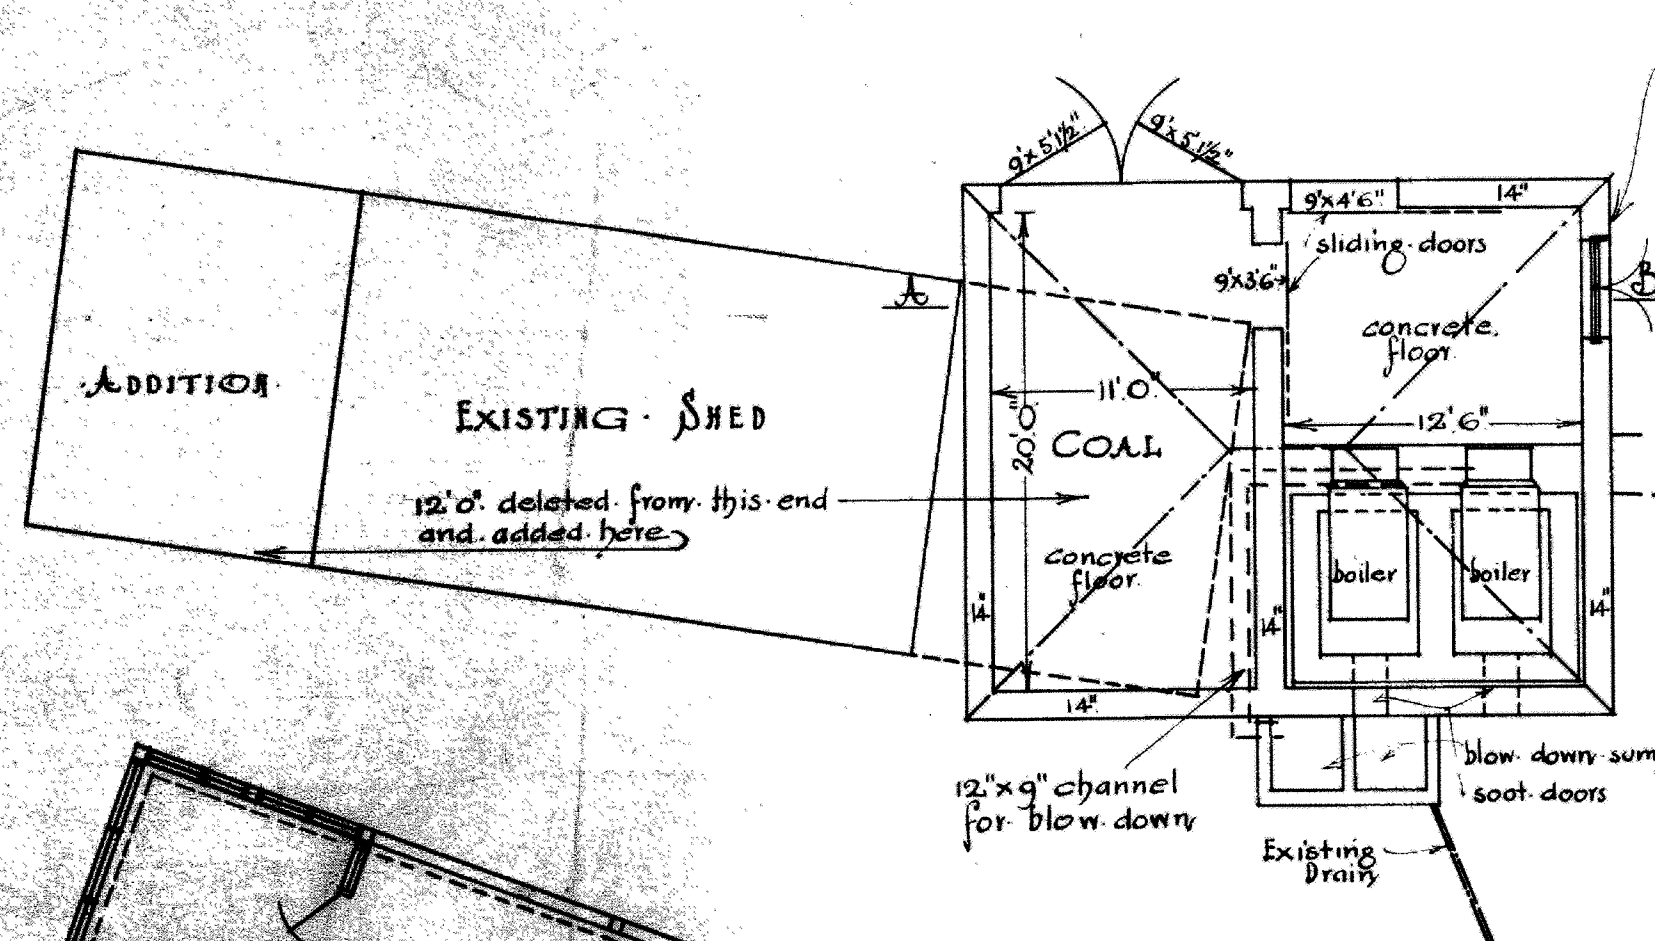 9'x 5'1½"
9'x 5'1½"
9'x4'6"
14"
sliding doors
9'x3'6"
A
B
concrete
floor
ADDITION
EXISTING · SHED
11'.0"
20'.0"
COAL
12'.6"
12'0". deleted from this end
and added here
concrete
floor
boiler
boiler
14"
14"
14"
14"
12"x9" channel
for blow down
blow down sum
soot doors
Existing
Drain